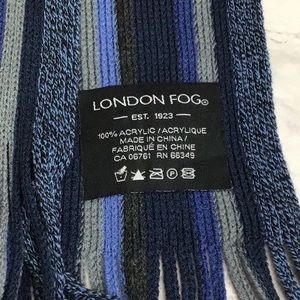 LONDON FOG®
EST. 1923
100% ACRYLIC / ACRYLIQUE
MADE IN CHINA /
FABRIQUÉ EN CHINE
CA 06761 RN 66349